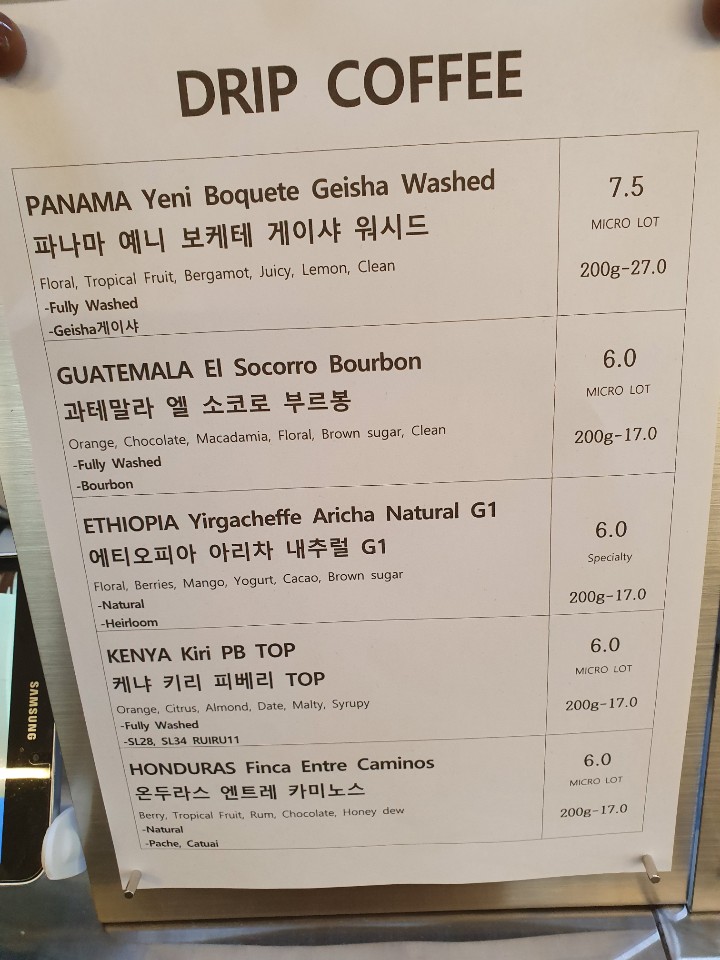 DRIP COFFEE
PANAMA Yeni Boquete Geisha Washed
파나마 예니 보케테 게이샤 워시드
Floral, Tropical Fruit, Bergamot, Juicy, Lemon, Clean
-Fully Washed
-Geisha게이샤
7.5
MICRO LOT
200g-27.0
GUATEMALA El Socorro Bourbon
과테말라 엘 소코로 부르봉
Orange, Chocolate, Macadamia, Floral, Brown sugar, Clean
-Fully Washed
-Bourbon
6.0
MICRO LOT
200g-17.0
ETHIOPIA Yirgacheffe Aricha Natural G1
에티오피아 아리차 내추럴 G1
Floral, Berries, Mango, Yogurt, Cacao, Brown sugar
-Natural
-Heirloom
6.0
Specialty
200g-17.0
KENYA Kiri PB TOP
케냐 키리 피베리 TOP
Orange, Citrus, Almond, Date, Malty, Syrupy
-Fully Washed
-SL28, SL34 RUIRU11
6.0
MICRO LOT
200g-17.0
HONDURAS Finca Entre Caminos
온두라스 엔트레 카미노스
Berry, Tropical Fruit, Rum, Chocolate, Honey dew
-Natural
-Pache, Catuai
6.0
MICRO LOT
200g-17.0
SAMSUNG